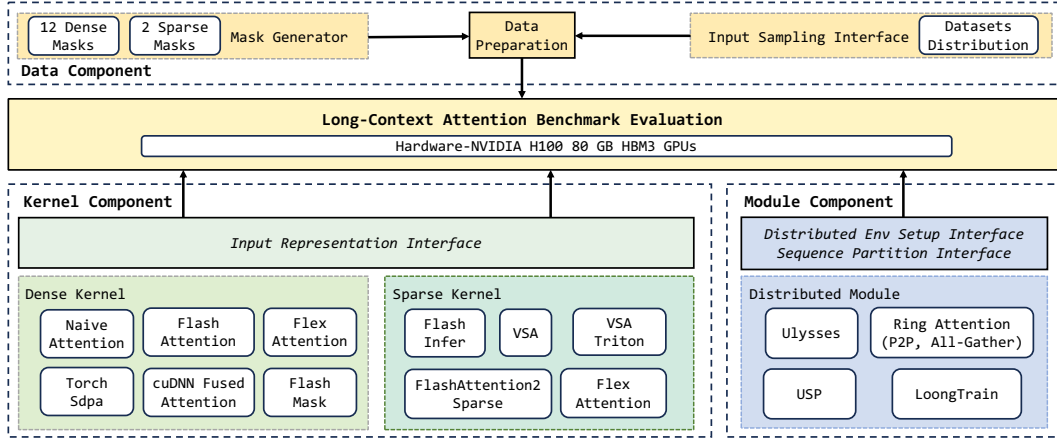 12 Dense
Masks
2 Sparse
Masks
Mask Generator
Data
Preparation
Input Sampling Interface
Datasets
Distribution
Data Component
Long-Context Attention Benchmark Evaluation
Hardware-NVIDIA H100 80 GB HBM3 GPUs
Kernel Component
Input Representation Interface
Dense Kernel
Naive
Attention
Flash
Attention
Flex
Attention
Torch
Sdpa
cuDNN Fused
Attention
Flash
Mask
Sparse Kernel
Flash
Infer
VSA
VSA
Triton
FlashAttention2
Sparse
Flex
Attention
Module Component
Distributed Env Setup Interface
Sequence Partition Interface
Distributed Module
Ulysses
Ring Attention
(P2P, All-Gather)
USP
LoongTrain